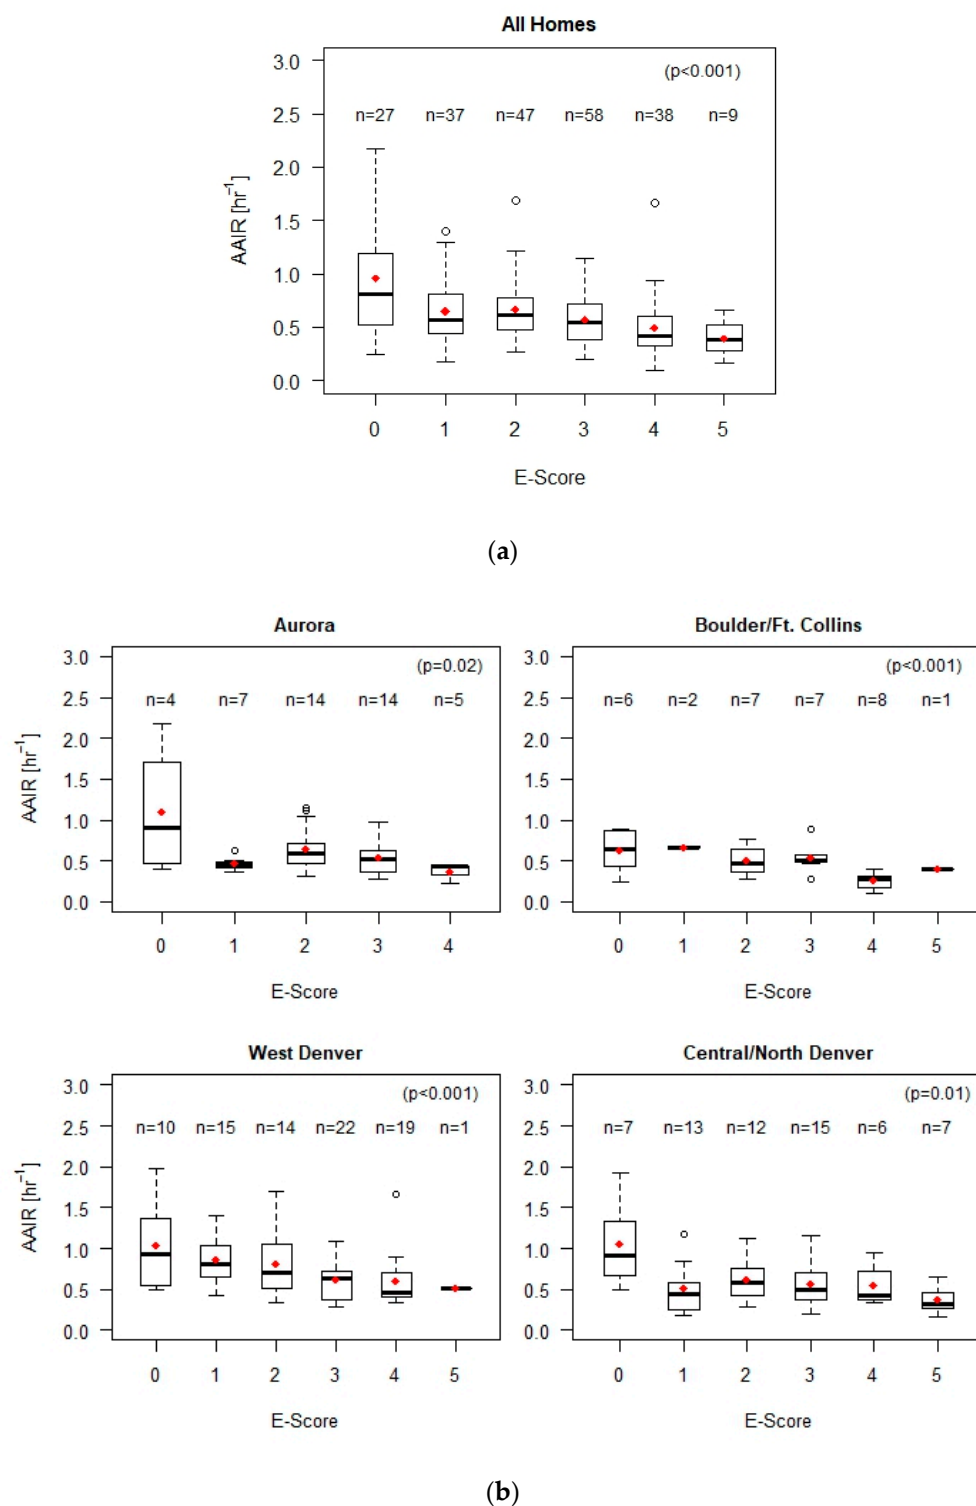 All Homes
(p<0.001)
3.0
2.5
2.0
1.5
1.0
0.5
0.0
AAIR [hr⁻¹]
n=27 n=37 n=47 n=58 n=38 n=9
0 1 2 3 4 5
E-Score
(a)
Aurora
(p=0.02)
3.0
2.5
2.0
1.5
1.0
0.5
0.0
AAIR [hr⁻¹]
n=4 n=7 n=14 n=14 n=5
0 1 2 3 4
E-Score
Boulder/Ft. Collins
(p<0.001)
3.0
2.5
2.0
1.5
1.0
0.5
0.0
n=6 n=2 n=7 n=7 n=8 n=1
0 1 2 3 4 5
E-Score
West Denver
(p<0.001)
3.0
2.5
2.0
1.5
1.0
0.5
0.0
AAIR [hr⁻¹]
n=10 n=15 n=14 n=22 n=19 n=1
0 1 2 3 4 5
E-Score
Central/North Denver
(p=0.01)
3.0
2.5
2.0
1.5
1.0
0.5
0.0
n=7 n=13 n=12 n=15 n=6 n=7
0 1 2 3 4 5
E-Score
(b)